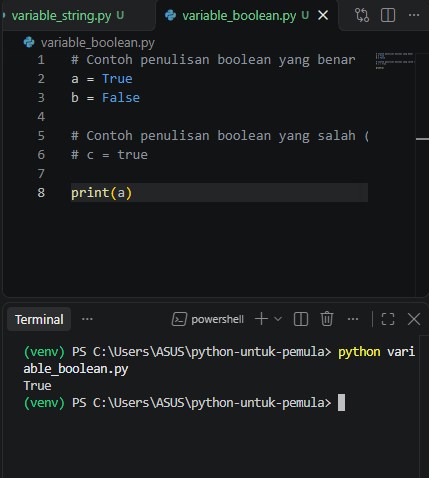 variable_string.py U
variable_boolean.py U
variable_boolean.py
1 # Contoh penulisan boolean yang benar
2 a = True
3 b = False
4
5 # Contoh penulisan boolean yang salah (
6 # c = true
7
8 print(a)
Terminal ... powershell
(venv) PS C:\Users\ASUS\python-untuk-pemula> python vari
able_boolean.py
True
(venv) PS C:\Users\ASUS\python-untuk-pemula>